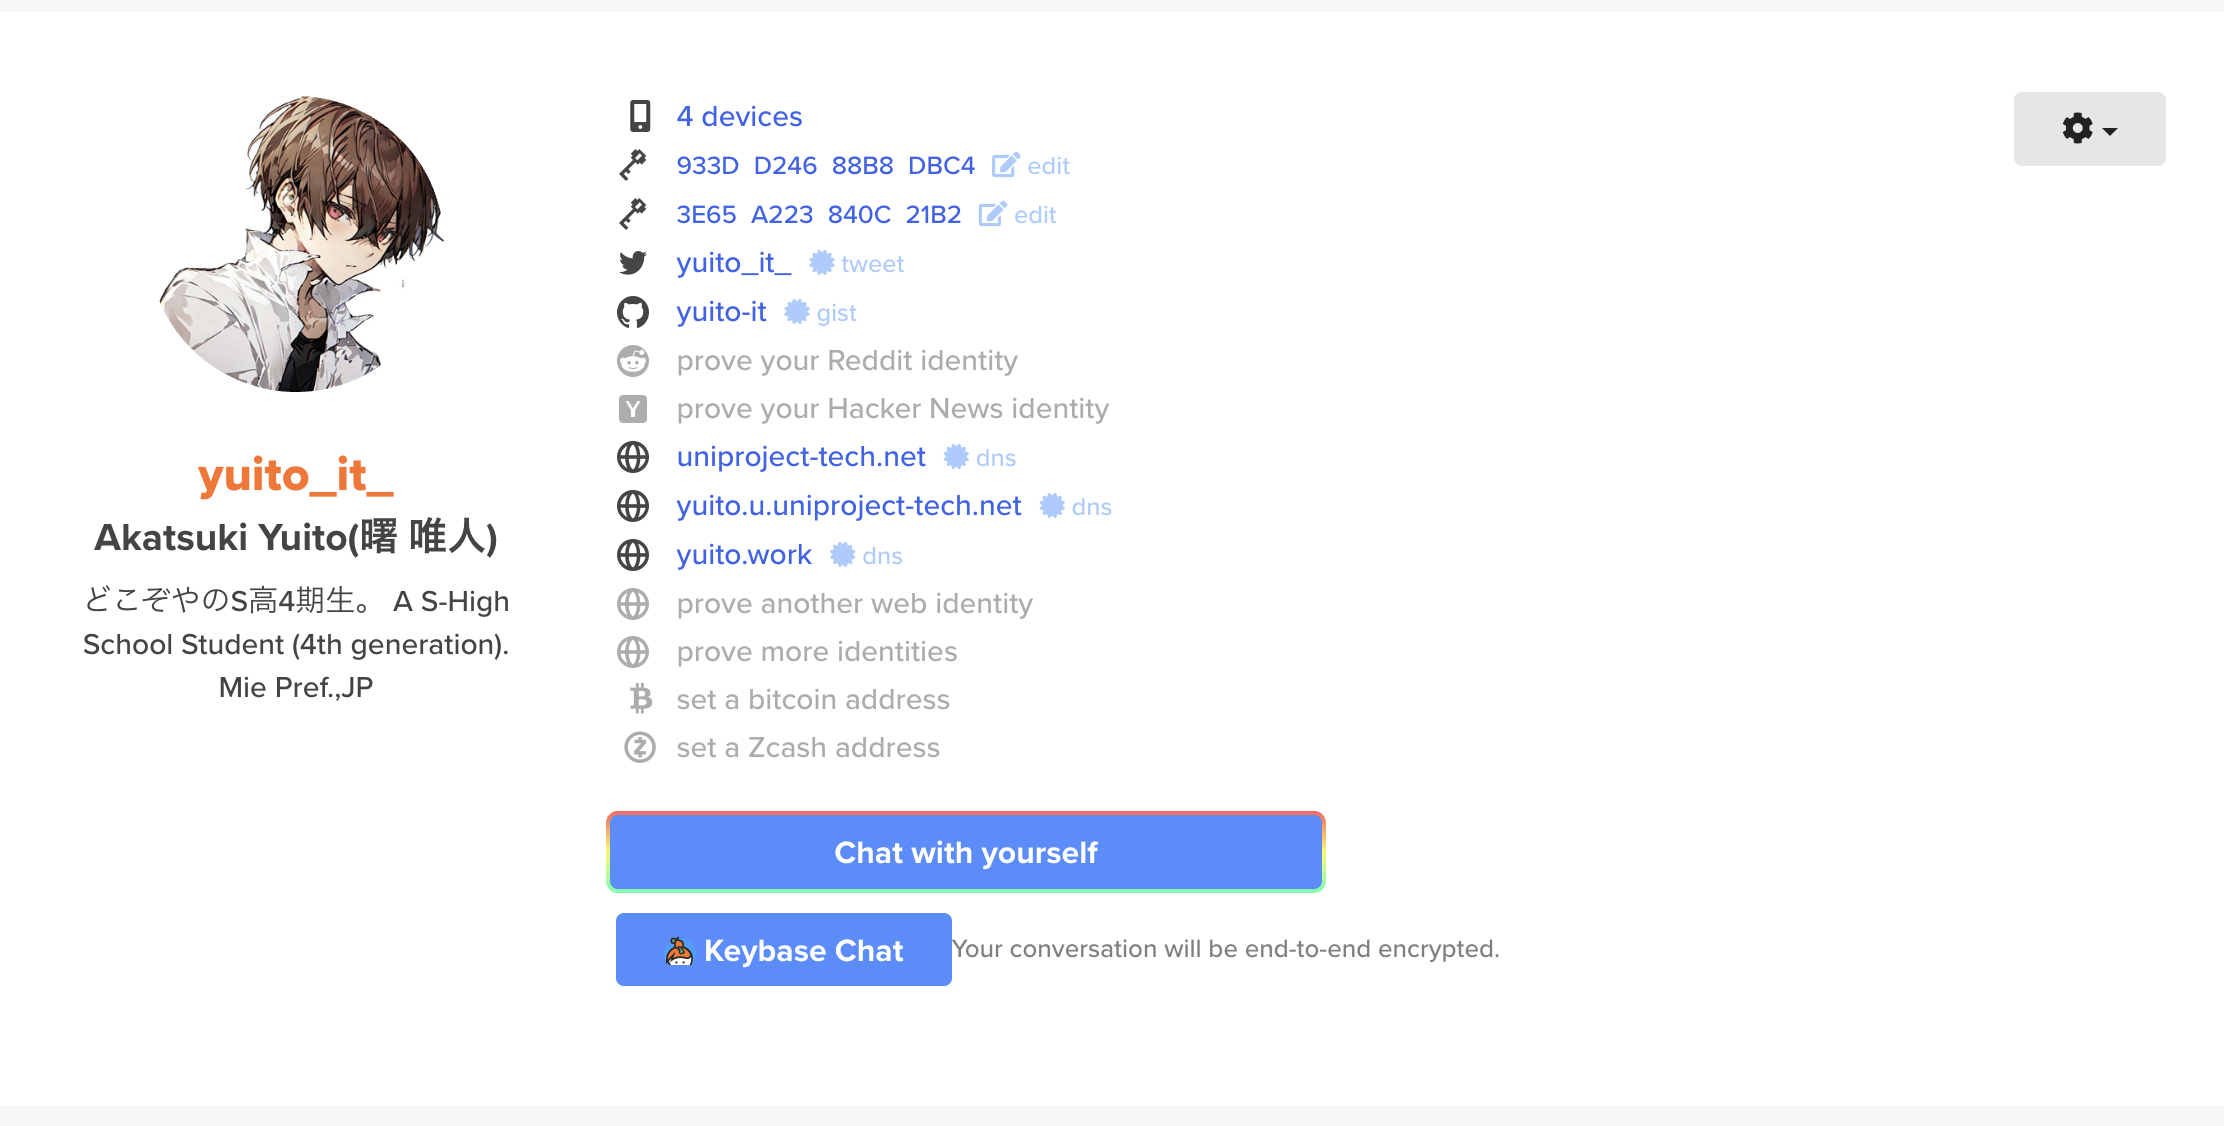 yuito_it_
Akatsuki Yuito(曙 唯人)
どこぞやのS高4期生。 A S-High
School Student (4th generation).
Mie Pref.,JP
4 devices
933D D246 88B8 DBC4 edit
3E65 A223 840C 21B2 edit
yuito_it_ tweet
yuito-it gist
prove your Reddit identity
Y prove your Hacker News identity
uniproject-tech.net dns
yuito.u.uniproject-tech.net dns
yuito.work dns
prove another web identity
prove more identities
set a bitcoin address
set a Zcash address
Chat with yourself
Keybase Chat Your conversation will be end-to-end encrypted.